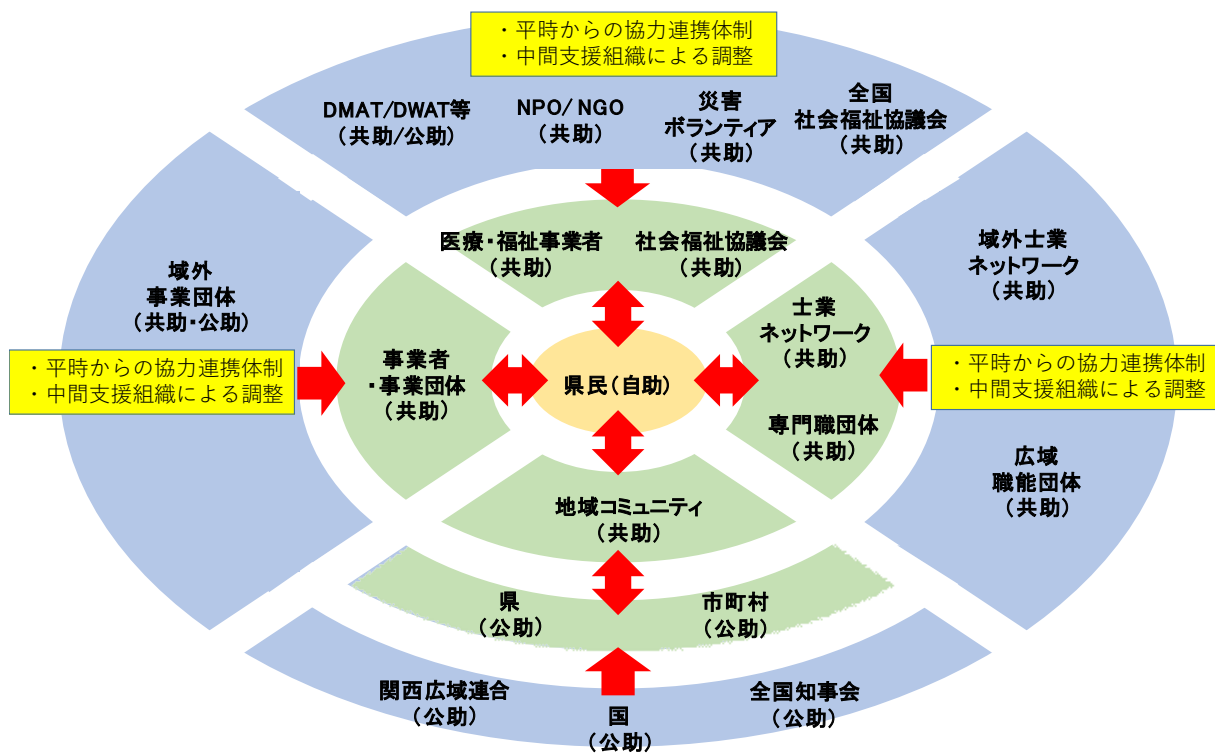 ・平時からの協力連携体制
・中間支援組織による調整
DMAT/DWAT等
(共助/公助)
NPO/ NGO
(共助)
災害
ボランティア
(共助)
全国
社会福祉協議会
(共助)
医療・福祉事業者
(共助)
社会福祉協議会
(共助)
域外
事業団体
(共助・公助)
・平時からの協力連携体制
・中間支援組織による調整
事業者
・事業団体
(共助)
県民(自助)
士業
ネットワーク
(共助)
専門職団体
(共助)
域外士業
ネットワーク
(共助)
・平時からの協力連携体制
・中間支援組織による調整
広域
職能団体
(共助)
地域コミュニティ
(共助)
県
(公助)
市町村
(公助)
関西広域連合
(公助)
国
(公助)
全国知事会
(公助)